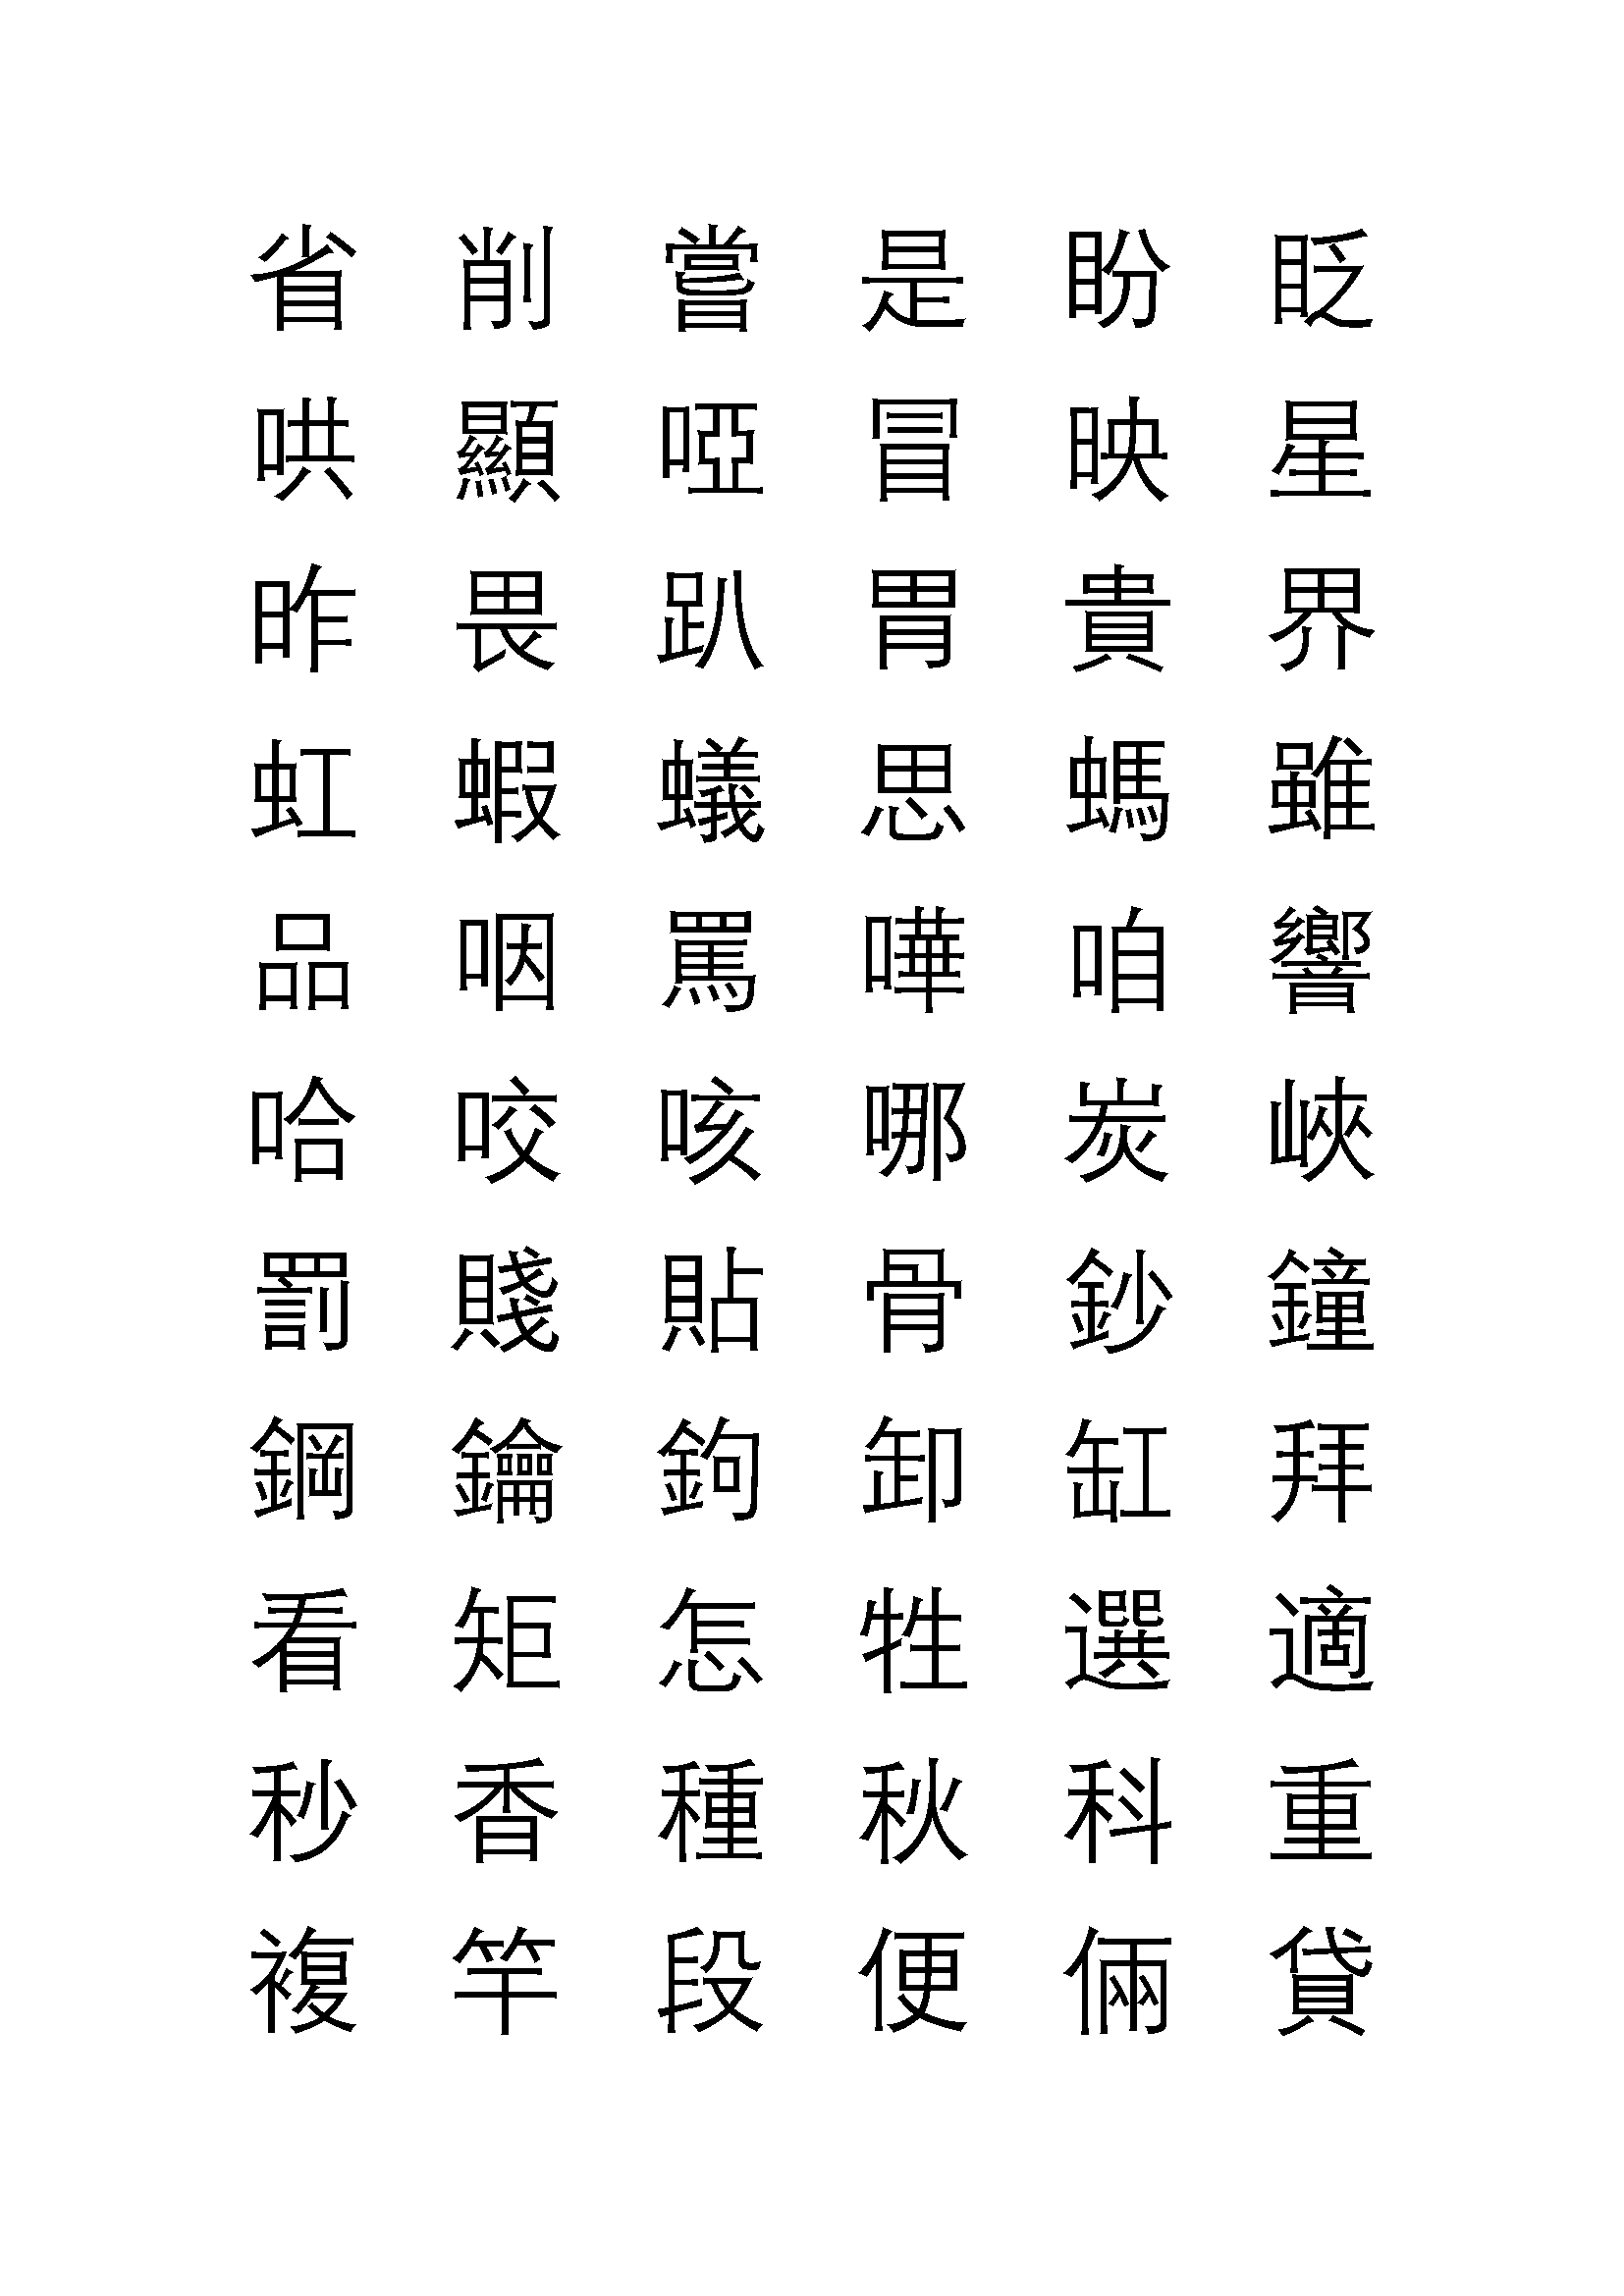 省 削 嘗 是 盼 眨
哄 顯 啞 冒 映 星
昨 畏 趴 胃 貴 界
虹 蝦 蟻 思 螞 雖
品 咽 罵 嘩 咱 響
哈 咬 咳 哪 炭 峽
罰 賤 貼 骨 鈔 鐘
鋼 鑰 鉤 卸 缸 拜
看 矩 怎 牲 選 適
秒 香 種 秋 科 重
複 竿 段 便 倆 貸